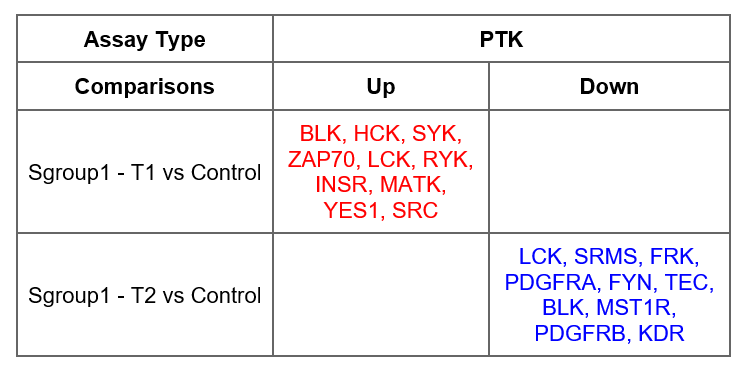 Assay Type
PTK
Comparisons
Up
Down
Sgroup1 - T1 vs Control
BLK, HCK, SYK,
ZAP70, LCK, RYK,
INSR, MATK,
YES1, SRC
Sgroup1 - T2 vs Control
LCK, SRMS, FRK,
PDGFRA, FYN, TEC,
BLK, MST1R,
PDGFRB, KDR